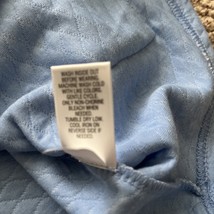 WASH INSIDE OUT
BEFORE WEARING.
MACHINE WASH COLD
WITH LIKE COLORS.
GENTLE CYCLE.
ONLY NON-CHLORINE
BLEACH WHEN
NEEDED.
TUMBLE DRY LOW.
COOL IRON ON
REVERSE SIDE IF
NEEDED.